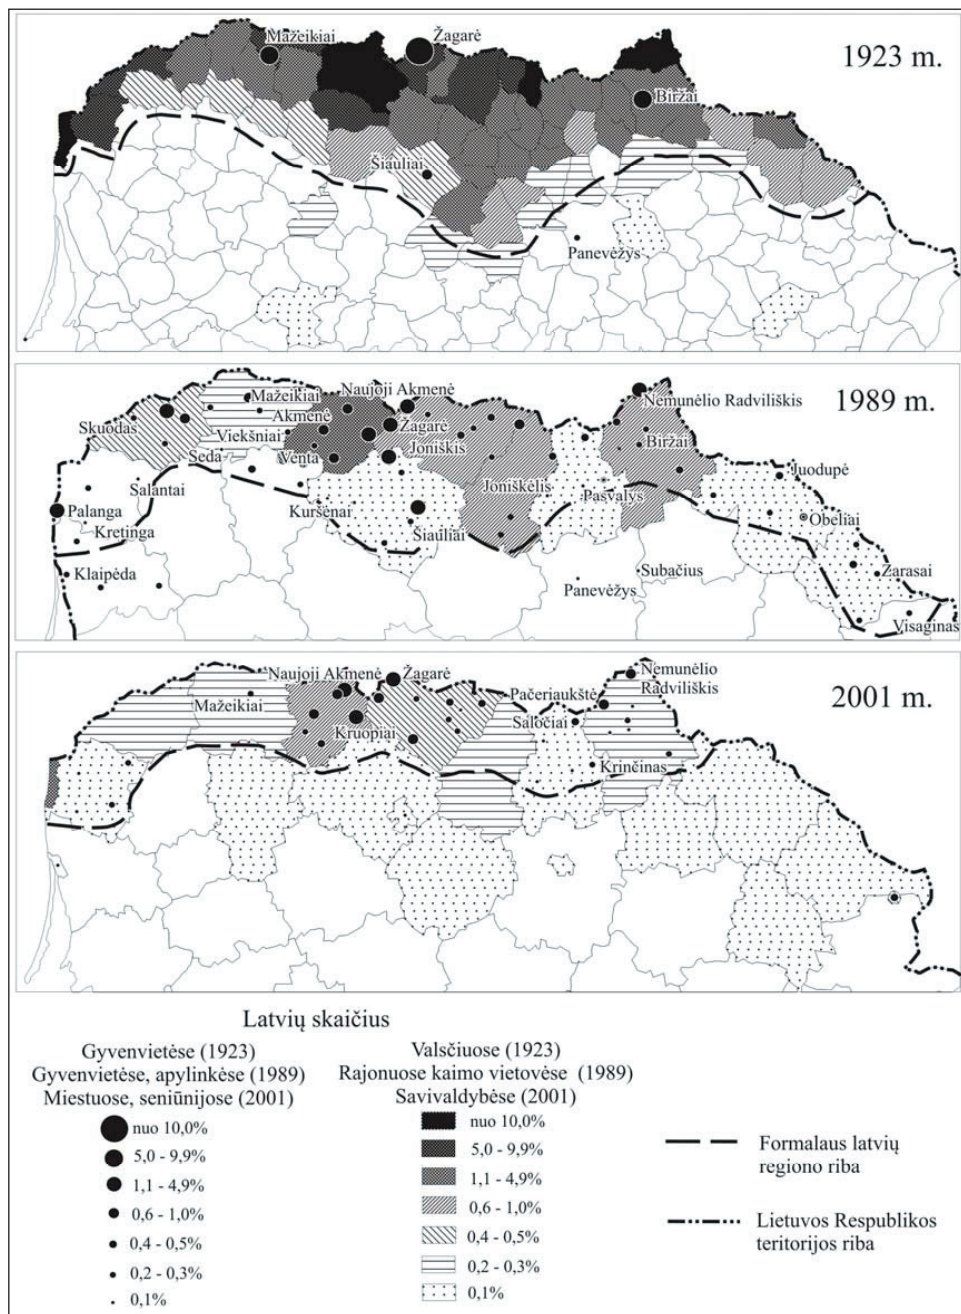 1923 m.
Mažeikiai
Žagarė
Biržai
Šiauliai
Panevėžys
1989 m.
Naujoji Akmenė
Nemunėlio Radviliškis
Mažeikiai
Skuodas
Akmenė
Žagarė
Viekšniai
Biržai
Seda
Venta
Joniškis
Juodupė
Salantai
Joniškėlis
Pasvalys
Palanga
Kuršėnai
Obeliai
Kretinga
Šiauliai
Klaipėda
Subačius
Zarasai
Panevėžys
Visaginas
2001 m.
Naujoji Akmenė
Žagarė
Nemunėlio
Radviliškis
Pačeriaukštė
Mažeikiai
Kruopiai
Saločiai
Krinčinas
Latvių skaičius
Gyvenvietėse (1923)
Gyvenvietėse, apylinkėse (1989)
Miestuose, seniūnijose (2001)
nuo 10,0%
5,0 - 9,9%
1,1 - 4,9%
0,6 - 1,0%
0,4 - 0,5%
0,2 - 0,3%
0,1%
Valsčiuose (1923)
Rajonuose kaimo vietovėse (1989)
Savivaldybėse (2001)
nuo 10,0%
5,0 - 9,9%
1,1 - 4,9%
0,6 - 1,0%
0,4 - 0,5%
0,2 - 0,3%
0,1%
Formalaus latvių
regiono riba
Lietuvos Respublikos
teritorijos riba